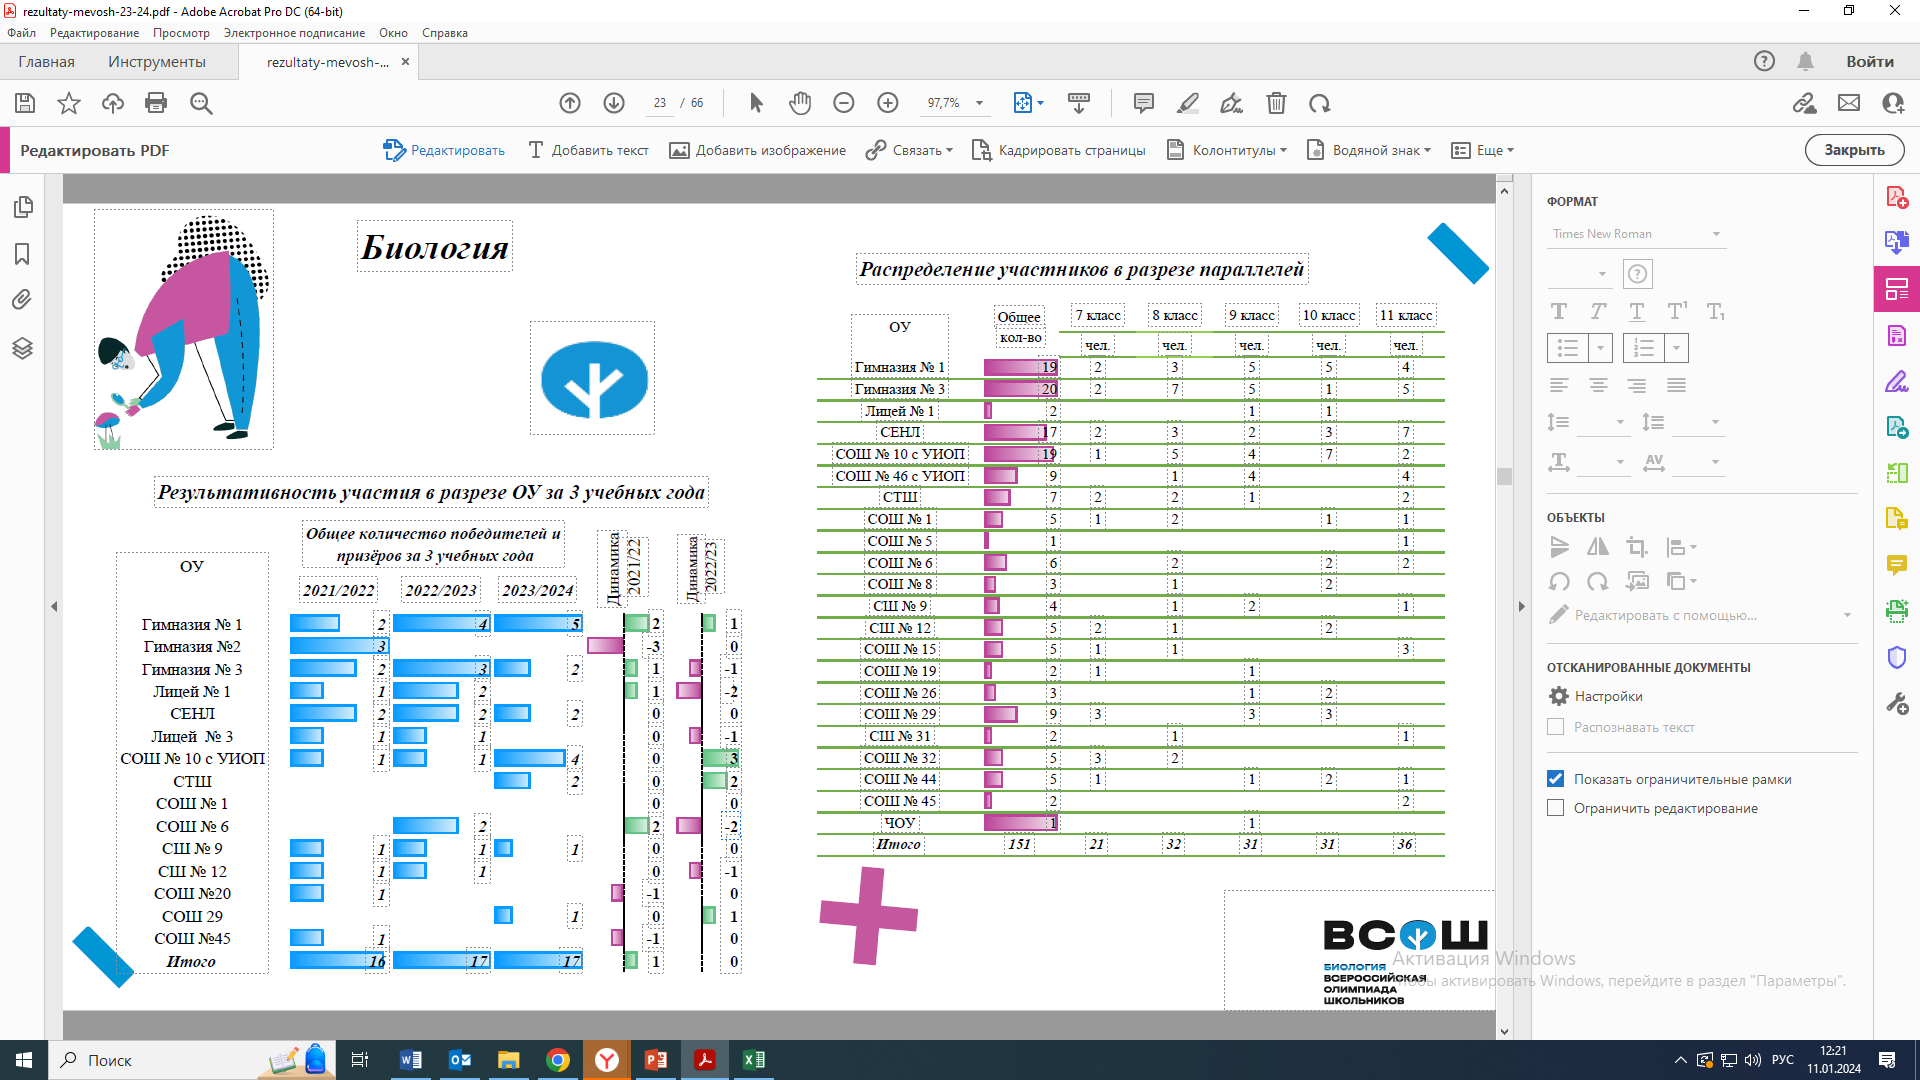 rezultaty-mevosh-23-24.pdf - Adobe Acrobat Pro DC (64-bit)
Файл Редактирование Просмотр Электронное подписание Окно Справка
Главная Инструменты rezultaty-mevosh-... × Войти
23 / 66 97,7%
Редактировать PDF Редактировать Добавить текст Добавить изображение Связать Кадрировать страницы Колонтитулы Водяной знак Еще Закрыть
Биология
Результативность участия в разрезе ОУ за 3 учебных года
ОУ
Общее количество победителей и
призёров за 3 учебных года
2021/2022 2022/2023 2023/2024
Динамика 2021/22
Динамика 2022/23
Гимназия № 1 2 4 5 2 1
Гимназия №2 3 -3 0
Гимназия № 3 2 3 2 1 -1
Лицей № 1 1 2 1 -2
СЕНЛ 2 2 2 0 0
Лицей № 3 1 1 0 -1
СОШ № 10 с УИОП 1 1 4 0 3
СТШ 2 0 2
СОШ № 1 0 0
СОШ № 6 2 2 -2
СШ № 9 1 1 1 0 0
СШ № 12 1 1 0 -1
СОШ №20 1 -1 0
СОШ 29 1 0 1
СОШ №45 1 -1 0
Итого 16 17 17 1 0
Распределение участников в разрезе параллелей
ОУ Общее кол-во 7 класс 8 класс 9 класс 10 класс 11 класс
чел. чел. чел. чел. чел.
Гимназия № 1 19 2 3 5 5 4
Гимназия № 3 20 2 7 5 1 5
Лицей № 1 2 1 1
СЕНЛ 17 2 3 2 3 7
СОШ № 10 с УИОП 19 1 5 4 7 2
СОШ № 46 с УИОП 9 1 4 4
СТШ 7 2 2 1 2
СОШ № 1 5 1 2 1 1
СОШ № 5 1 1
СОШ № 6 6 2 2 2
СОШ № 8 3 1 2
СШ № 9 4 1 2 1
СШ № 12 5 2 1 2
СОШ № 15 5 1 1 3
СОШ № 19 2 1 1
СОШ № 26 3 1 2
СОШ № 29 9 3 3 3
СШ № 31 2 1 1
СОШ № 32 5 3 2
СОШ № 44 5 1 1 2 1
СОШ № 45 2 2
ЧОУ 1 1
Итого 151 21 32 31 31 36
ВСОШ
БИОЛОГИЯ
ВСЕРОССИЙСКАЯ
ОЛИМПИАДА
ШКОЛЬНИКОВ
ФОРМАТ
Times New Roman
ОБЪЕКТЫ
Редактировать с помощью...
ОТСКАНИРОВАННЫЕ ДОКУМЕНТЫ
Настройки
Распознавать текст
Показать ограничительные рамки
Ограничить редактирование
Активация Windows
активировать Windows, перейдите в раздел "Параметры".
Поиск
РУС
12:21
11.01.2024